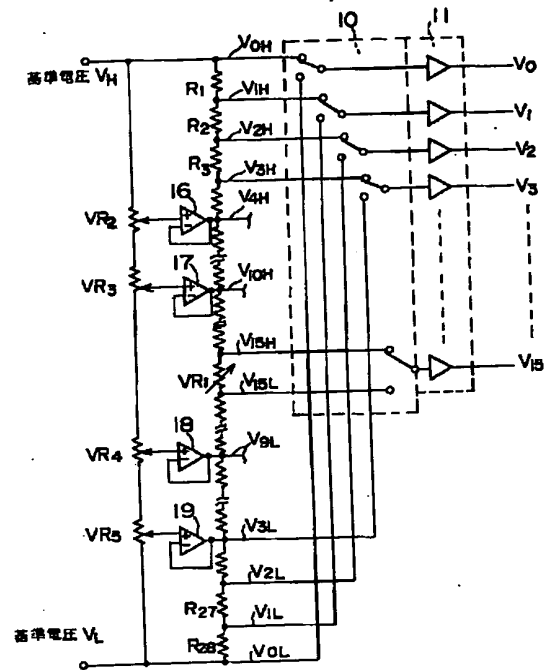 10 11
V0H
基準電圧 VH
V0
R1
V1H
V1
R2
V2H
V2
R3
V3H
V3
16
V4H
VR2
17
V10H
VR3
V15H
V15
VR1
V15L
18
V9L
VR4
19
VR5
V3L
V2L
R27
V1L
基準電圧 VL
R28
V0L